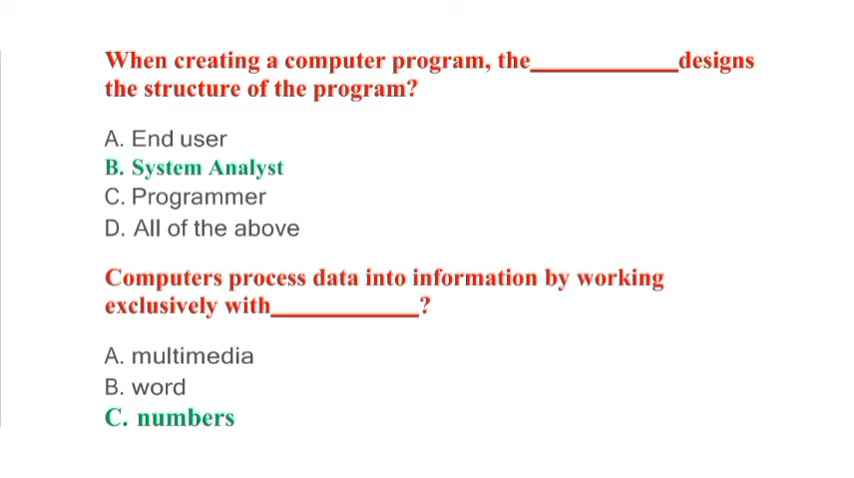 When creating a computer program, the____________designs
the structure of the program?
A. End user
B. System Analyst
C. Programmer
D. All of the above
Computers process data into information by working
exclusively with____________?
A. multimedia
B. word
C. numbers